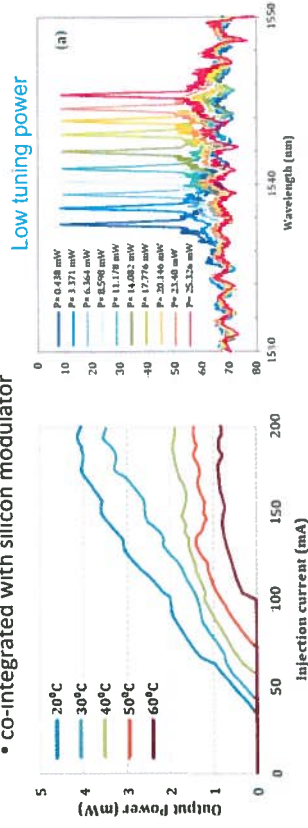 • co-integrated with silicon modulator
Low tuning power
Output Power (mW)
5
4
3
2
1
0
20°C
30°C
40°C
50°C
60°C
0
50
100
150
200
Injection current (mA)
(a)
0
10
20
30
40
50
60
70
80
P= 0.438 mW
P= 3.371 mW
P= 6.364 mW
P= 8.598 mW
P= 11.178 mW
P= 14.082 mW
P= 17.776 mW
P= 20.146 mW
P= 23.40 mW
P= 25.326 mW
1530
1540
1550
Wavelength (nm)